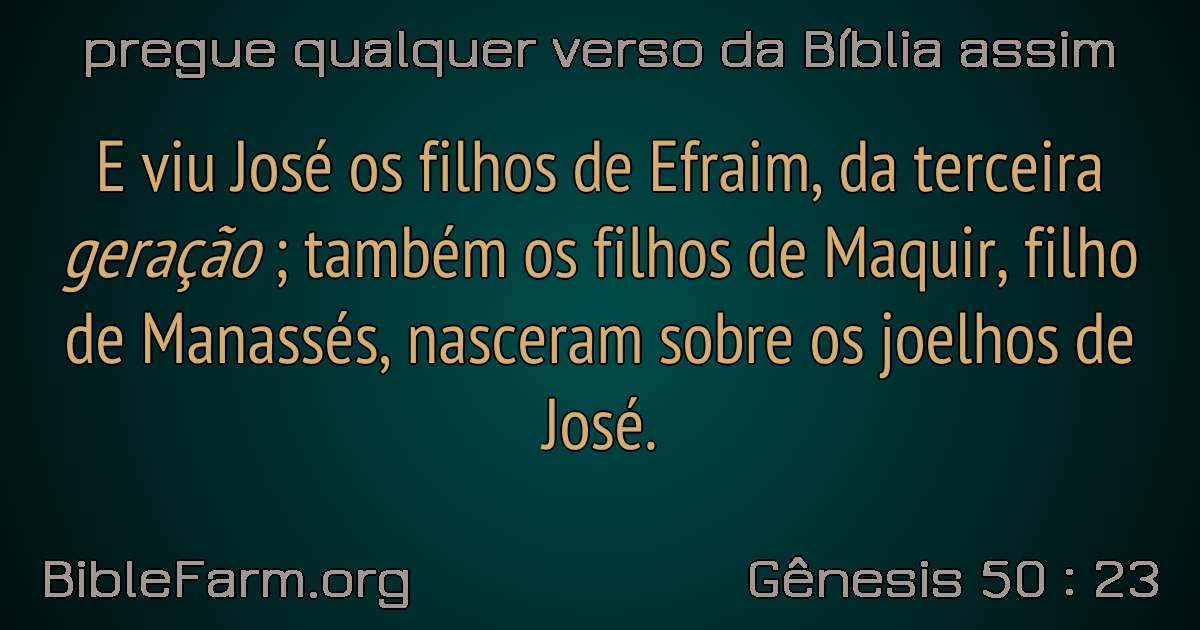 pregue qualquer verso da Bíblia assim
E viu José os filhos de Efraim, da terceira
geração ; também os filhos de Maquir, filho
de Manassés, nasceram sobre os joelhos de
José.
BibleFarm.org
Gênesis 50 : 23